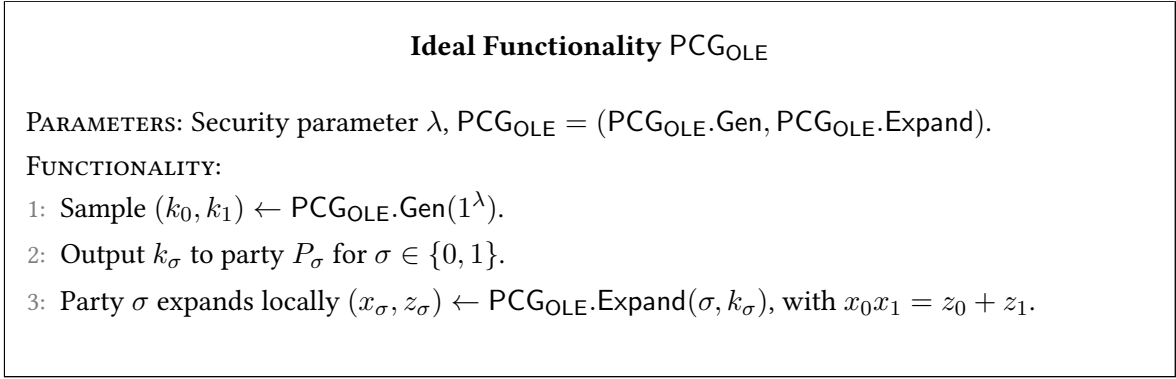 Ideal Functionality PCG_OLE
PARAMETERS: Security parameter λ, PCG_OLE = (PCG_OLE.Gen, PCG_OLE.Expand).
FUNCTIONALITY:
1: Sample (k_0, k_1) ← PCG_OLE.Gen(1^λ).
2: Output k_σ to party P_σ for σ ∈ {0, 1}.
3: Party σ expands locally (x_σ, z_σ) ← PCG_OLE.Expand(σ, k_σ), with x_0x_1 = z_0 + z_1.